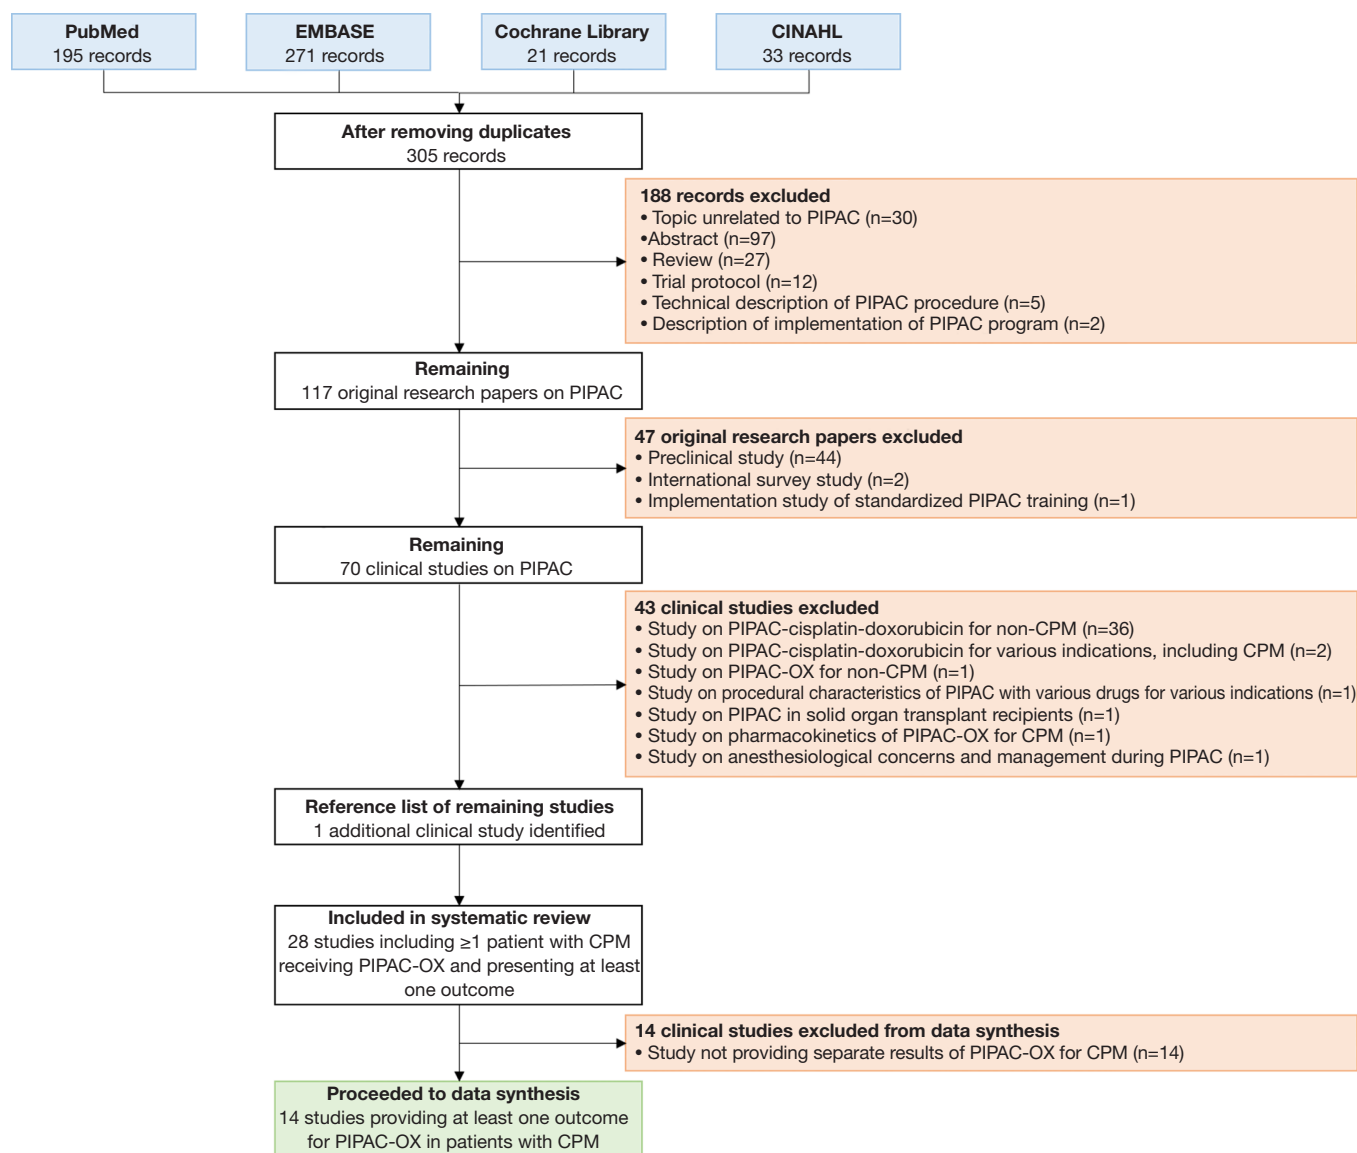 PubMed
195 records
EMBASE
271 records
Cochrane Library
21 records
CINAHL
33 records
After removing duplicates
305 records
188 records excluded
• Topic unrelated to PIPAC (n=30)
•Abstract (n=97)
• Review (n=27)
• Trial protocol (n=12)
• Technical description of PIPAC procedure (n=5)
• Description of implementation of PIPAC program (n=2)
Remaining
117 original research papers on PIPAC
47 original research papers excluded
• Preclinical study (n=44)
• International survey study (n=2)
• Implementation study of standardized PIPAC training (n=1)
Remaining
70 clinical studies on PIPAC
43 clinical studies excluded
• Study on PIPAC-cisplatin-doxorubicin for non-CPM (n=36)
• Study on PIPAC-cisplatin-doxorubicin for various indications, including CPM (n=2)
• Study on PIPAC-OX for non-CPM (n=1)
• Study on procedural characteristics of PIPAC with various drugs for various indications (n=1)
• Study on PIPAC in solid organ transplant recipients (n=1)
• Study on pharmacokinetics of PIPAC-OX for CPM (n=1)
• Study on anesthesiological concerns and management during PIPAC (n=1)
Reference list of remaining studies
1 additional clinical study identified
Included in systematic review
28 studies including ≥1 patient with CPM
receiving PIPAC-OX and presenting at least
one outcome
14 clinical studies excluded from data synthesis
• Study not providing separate results of PIPAC-OX for CPM (n=14)
Proceeded to data synthesis
14 studies providing at least one outcome
for PIPAC-OX in patients with CPM